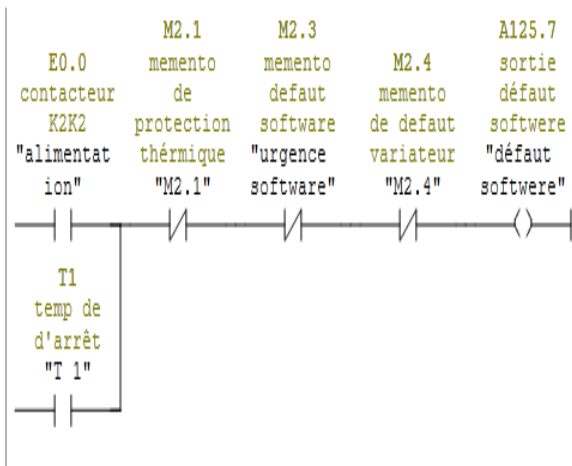 E0.0
contacteur
K2K2
"alimentat
ion"
M2.1
memento
de
protection
thérmique
"M2.1"
M2.3
memento
defaut
software
"urgence
software"
M2.4
memento
de defaut
variateur
"M2.4"
A125.7
sortie
défaut
softwere
"défaut
softwere"
T1
temp de
d'arrêt
"T 1"